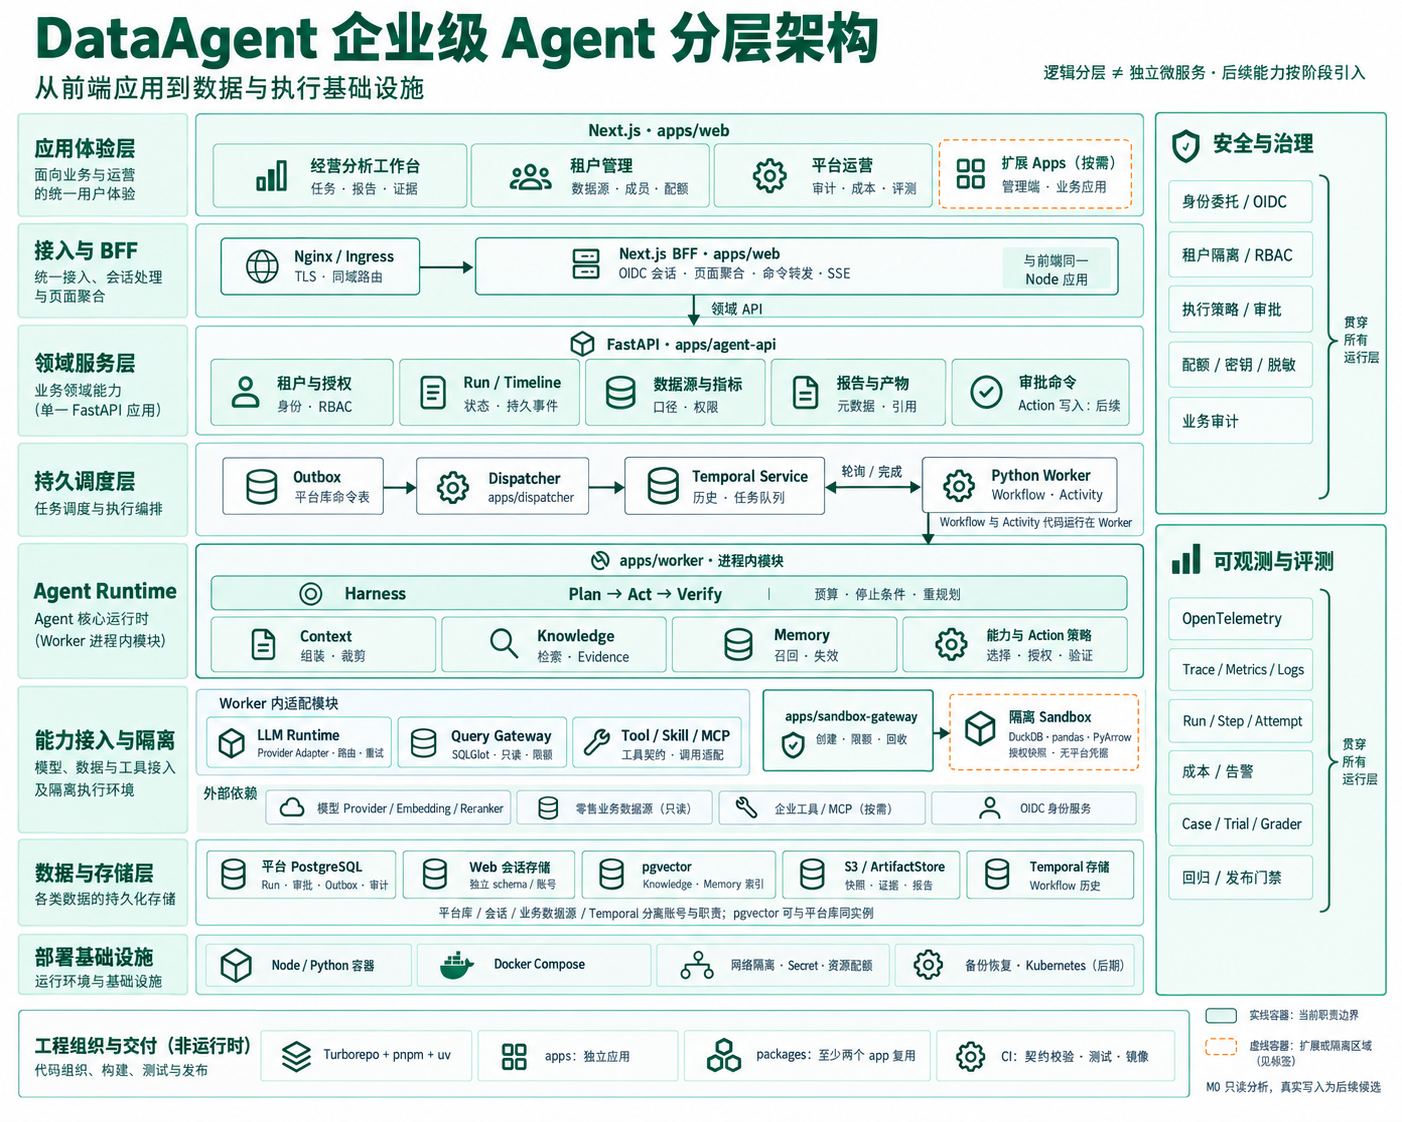 DataAgent 企业级 Agent 分层架构
从前端应用到数据与执行基础设施
逻辑分层 ≠ 独立微服务 · 后续能力按阶段引入
应用体验层
面向业务与运营
的统一用户体验
Next.js · apps/web
经营分析工作台
任务 · 报告 · 证据
租户管理
数据源 · 成员 · 配额
平台运营
审计 · 成本 · 评测
扩展 Apps（按需）
管理端 · 业务应用
接入与 BFF
统一接入、会话处理
与页面聚合
Nginx / Ingress
TLS · 同域路由
Next.js BFF · apps/web
OIDC 会话 · 页面聚合 · 命令转发 · SSE
与前端同一
Node 应用
领域 API
领域服务层
业务领域能力
（单一 FastAPI 应用）
FastAPI · apps/agent-api
租户与授权
身份 · RBAC
Run / Timeline
状态 · 持久事件
数据源与指标
口径 · 权限
报告与产物
元数据 · 引用
审批命令
Action 写入：后续
持久调度层
任务调度与执行编排
Outbox
平台库命令表
Dispatcher
apps/dispatcher
Temporal Service
历史 · 任务队列
轮询 / 完成
Python Worker
Workflow · Activity
Workflow 与 Activity 代码运行在 Worker
Agent Runtime
Agent 核心运行时
（Worker 进程内模块）
apps/worker · 进程内模块
Harness
Plan → Act → Verify
预算 · 停止条件 · 重规划
Context
组装 · 裁剪
Knowledge
检索 · Evidence
Memory
召回 · 失效
能力与 Action 策略
选择 · 授权 · 验证
能力接入与隔离
模型、数据与工具接入
及隔离执行环境
Worker 内适配模块
LLM Runtime
Provider Adapter · 路由 · 重试
Query Gateway
SQLGlot · 只读 · 限额
Tool / Skill / MCP
工具契约 · 调用适配
apps/sandbox-gateway
创建 · 限额 · 回收
隔离 Sandbox
DuckDB · pandas · PyArrow
授权快照 · 无平台凭据
外部依赖
模型 Provider / Embedding / Reranker
零售业务数据源（只读）
企业工具 / MCP（按需）
OIDC 身份服务
数据与存储层
各类数据的持久化存储
平台 PostgreSQL
Run · 审批 · Outbox · 审计
Web 会话存储
独立 schema / 账号
pgvector
Knowledge · Memory 索引
S3 / ArtifactStore
快照 · 证据 · 报告
Temporal 存储
Workflow 历史
平台库 / 会话 / 业务数据源 / Temporal 分离账号与职责；pgvector 可与平台库同实例
部署基础设施
运行环境与基础设施
Node / Python 容器
Docker Compose
网络隔离 · Secret · 资源配额
备份恢复 · Kubernetes（后期）
工程组织与交付（非运行时）
代码组织、构建、测试与发布
Turborepo + pnpm + uv
apps：独立应用
packages：至少两个 app 复用
CI：契约校验 · 测试 · 镜像
安全与治理
身份委托 / OIDC
租户隔离 / RBAC
执行策略 / 审批
配额 / 密钥 / 脱敏
业务审计
贯穿
所有
运行层
可观测与评测
OpenTelemetry
Trace / Metrics / Logs
Run / Step / Attempt
成本 / 告警
Case / Trial / Grader
回归 / 发布门禁
贯穿
所有
运行层
实线容器：当前职责边界
虚线容器：扩展或隔离区域
（见标签）
M0 只读分析，真实写入为后续候选